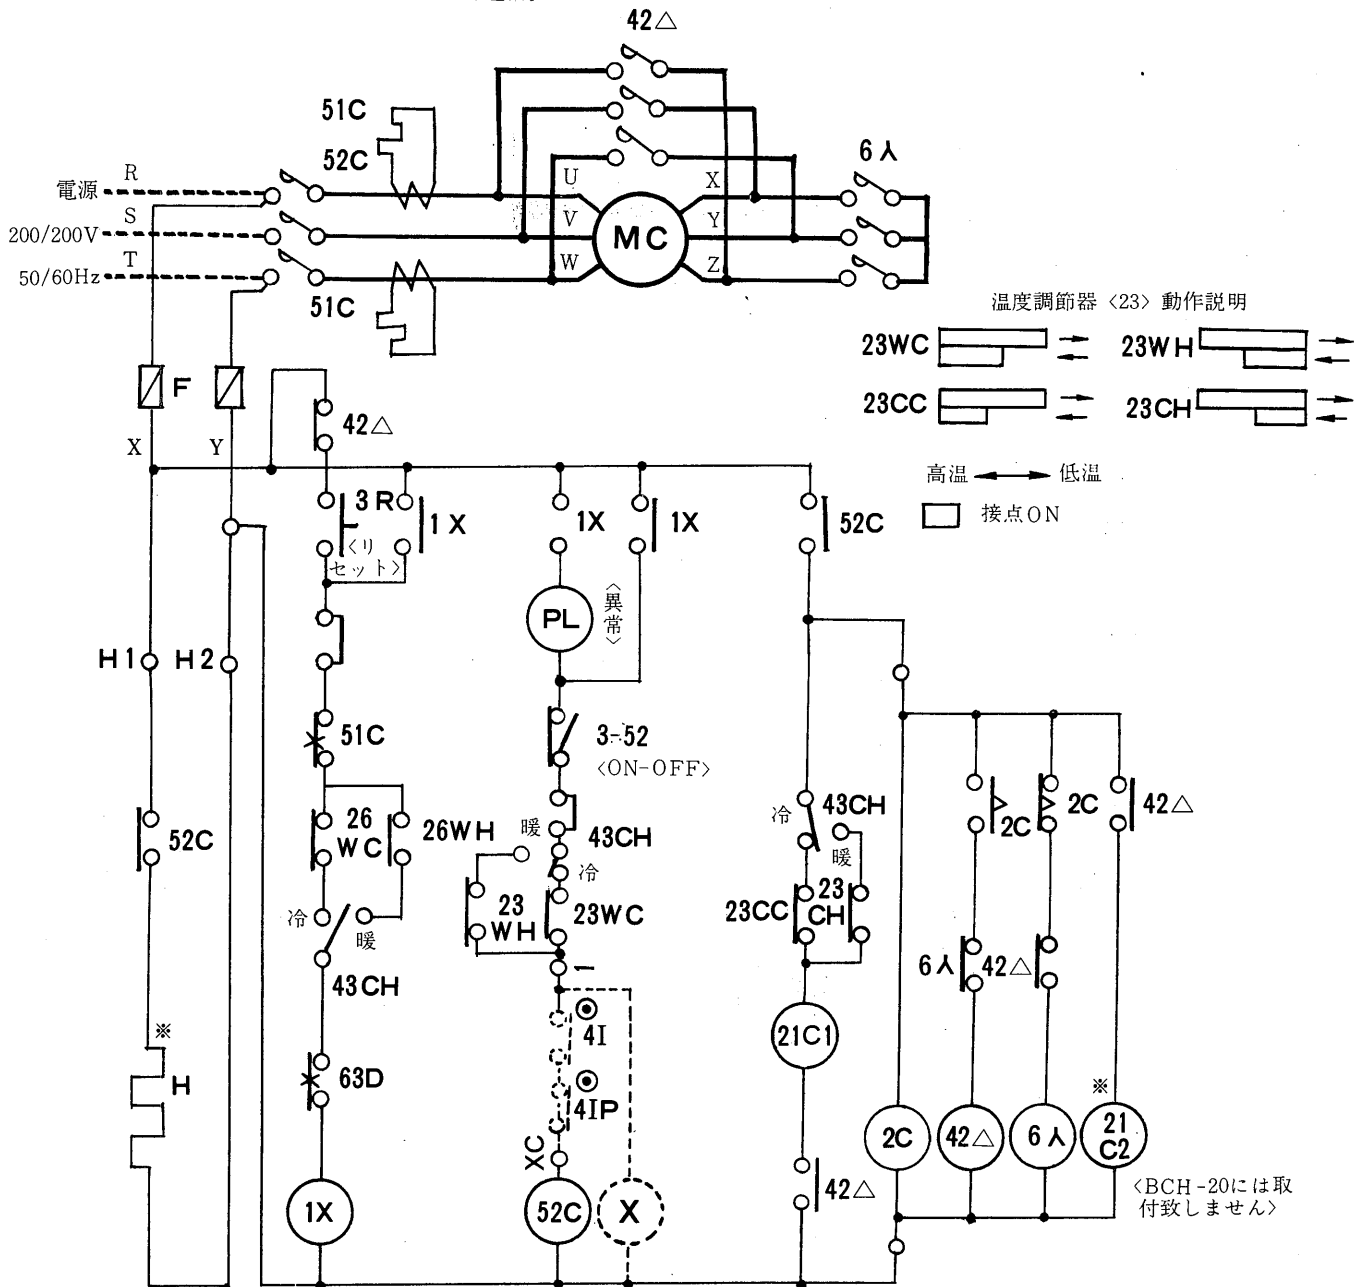 42△
51C
52C
6人
R
U
X
電源
S
V
MC
Y
200/200V
T
W
Z
50/60Hz
51C
温度調節器〈23〉動作説明
23WC
23WH
23CC
23CH
F
42△
X
Y
高温
低温
3R
1X
1X
1X
52C
接点ON
〈リ
セット〉
〈異常〉
PL
H1
H2
51C
3-52
〈ON-OFF〉
52C
26
WC
26WH
暖
43CH
冷
冷
43CH
暖
2C
2C
42△
23
WH
23WC
23CC
23
CH
冷
暖
43CH
1
6人
42△
※
H
4I
21C1
63D
4IP
※
XC
2C
42△
6人
21
C2
1X
52C
X
42△
〈BCH-20には取
付致しません〉